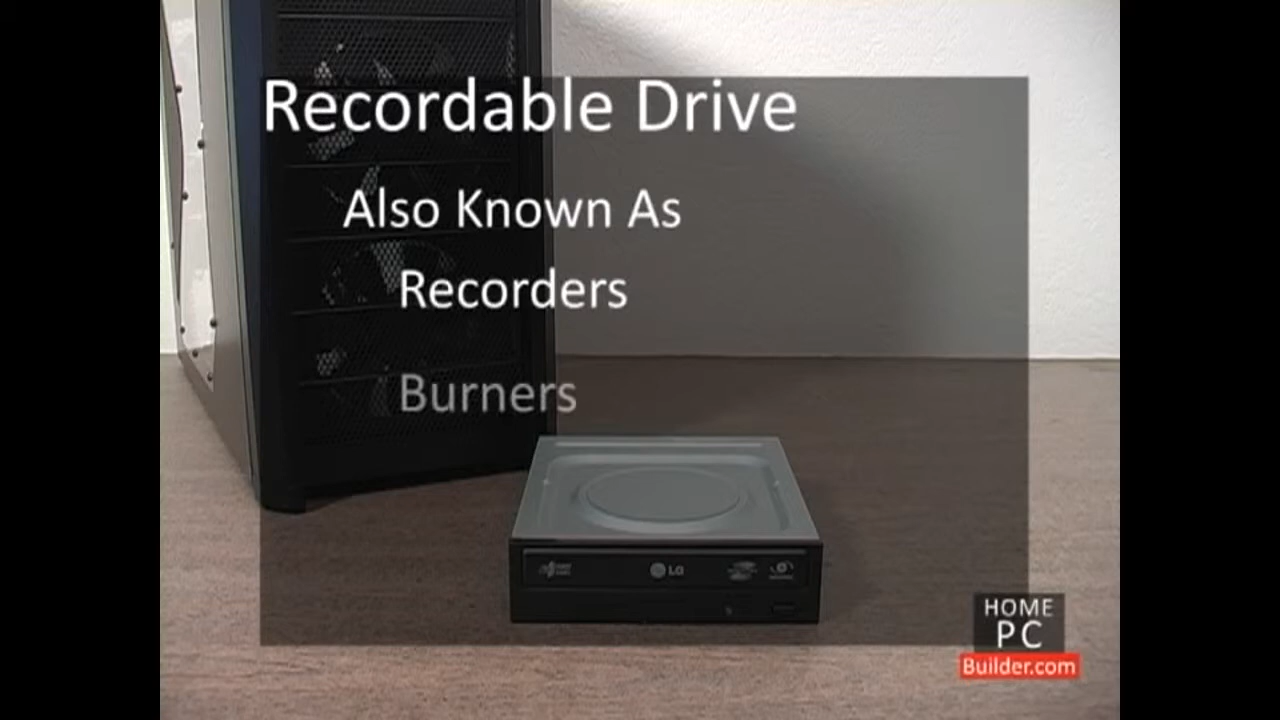 Recordable Drive
Also Known As
Recorders
Burners
LG
HOME
PC
Builder.com